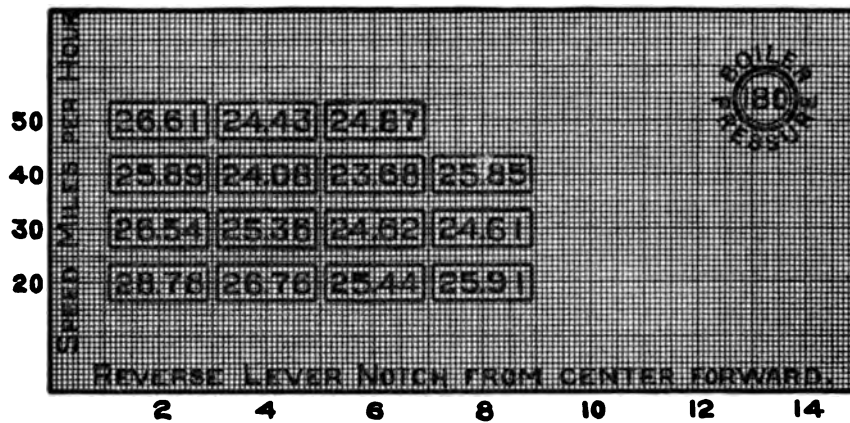 BOILER PRESSURE
180
SPEED MILES PER HOUR
50 26.61 24.43 24.87
40 25.89 24.08 23.68 25.85
30 26.54 25.36 24.62 24.61
20 28.76 26.76 25.44 25.91
REVERSE LEVER NOTCH FROM CENTER FORWARD.
2 4 6 8 10 12 14